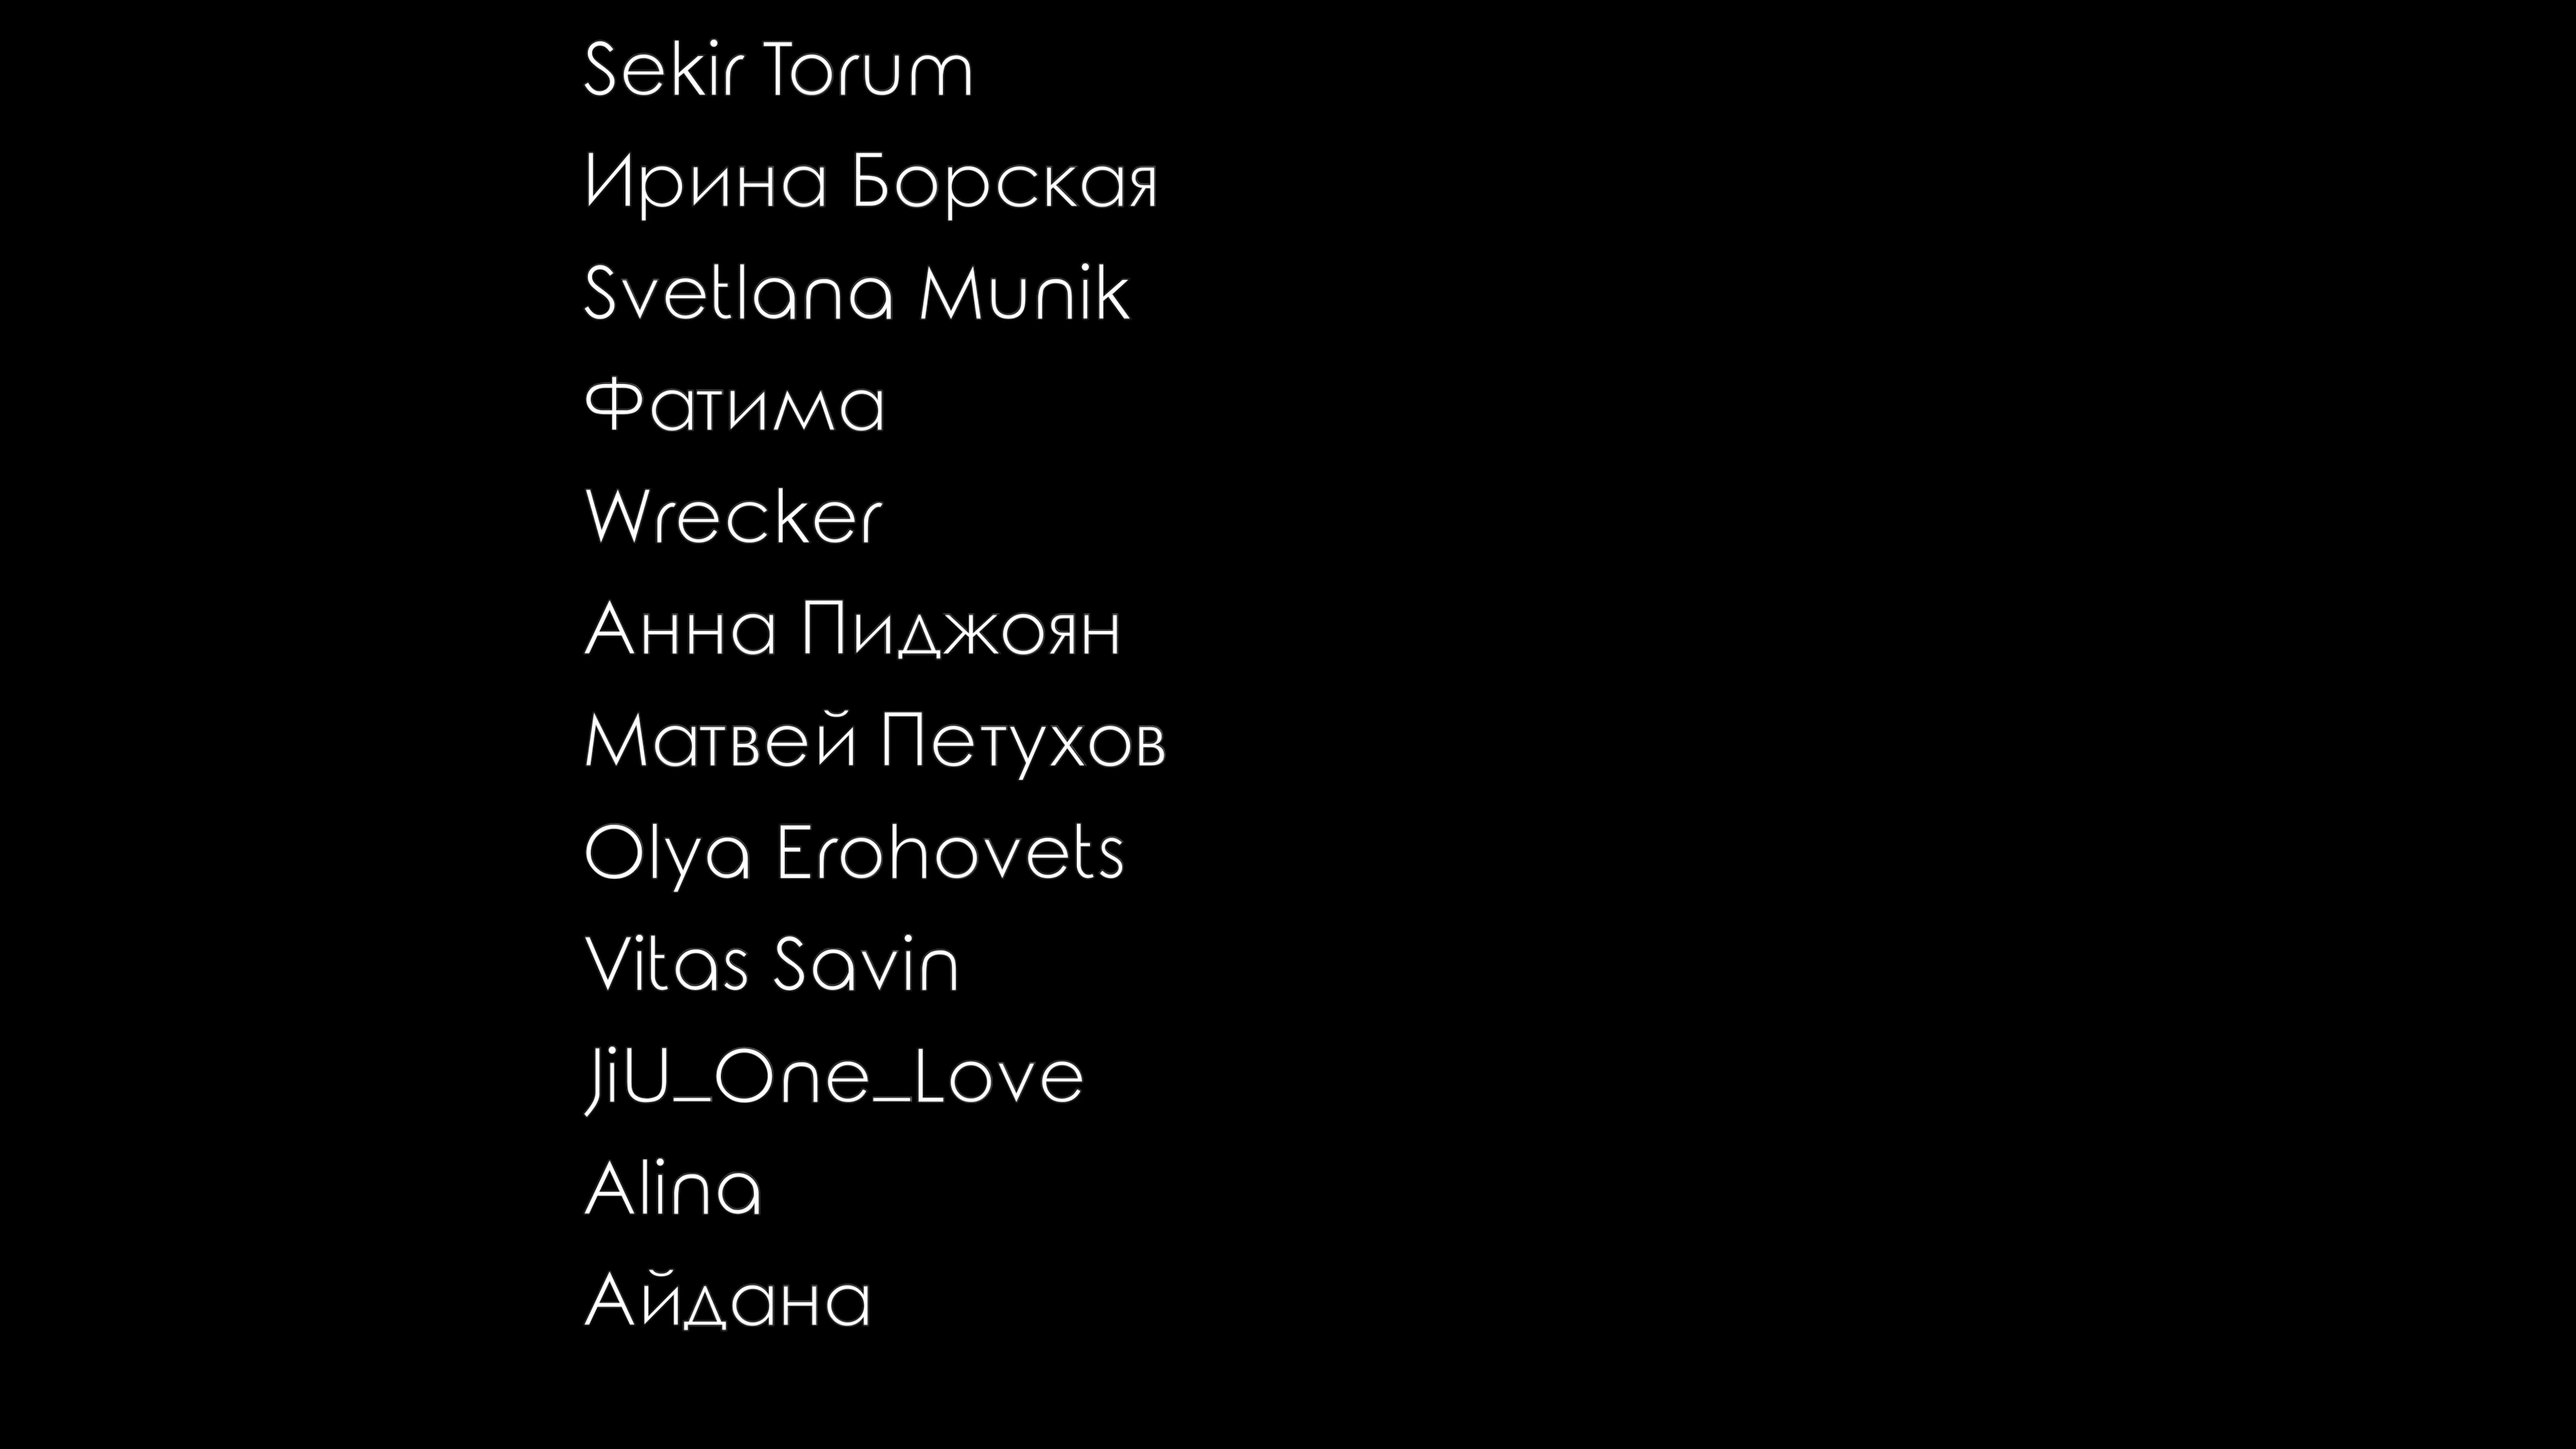 Sekir Torum
Ирина Борская
Svetlana Munik
Фатима
Wrecker
Анна Пиджоян
Матвей Петухов
Olya Erohovets
Vitas Savin
JiU_One_Love
Alina
Айдана